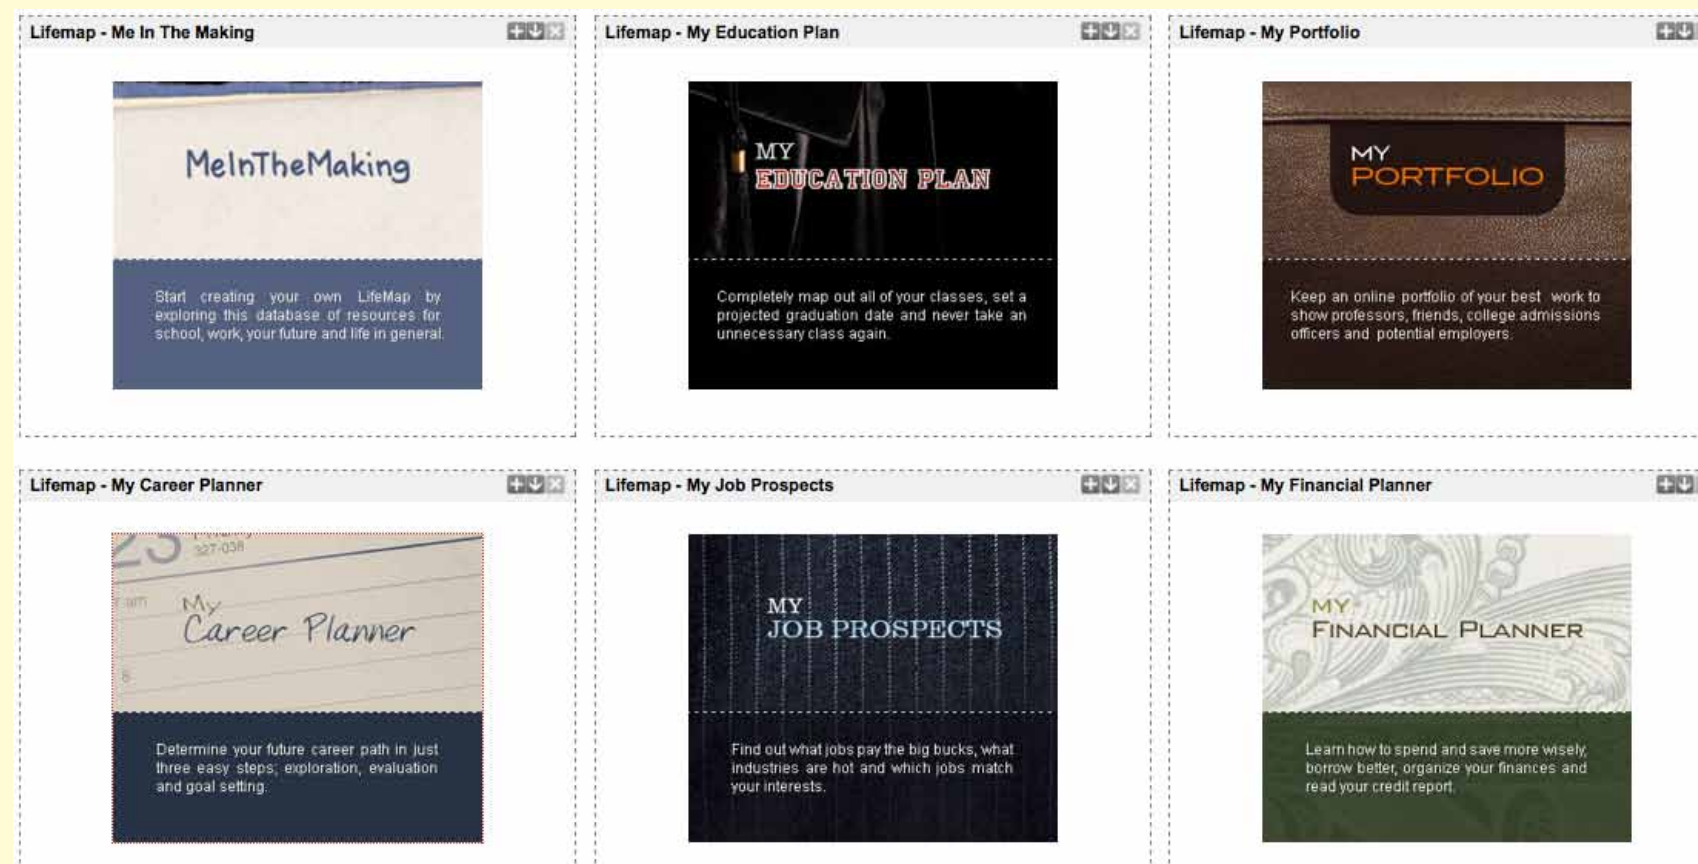 Lifemap - Me In The Making
MeInTheMaking
Start creating your own LifeMap by
exploring this database of resources for
school, work, your future and life in general.
Lifemap - My Education Plan
MY
EDUCATION PLAN
Completely map out all of your classes, set a
projected graduation date and never take an
unnecessary class again.
Lifemap - My Portfolio
MY
PORTFOLIO
Keep an online portfolio of your best work to
show professors, friends, college admissions
officers and potential employers.
Lifemap - My Career Planner
23
327-038
am
8
My
Career Planner
Determine your future career path in just
three easy steps; exploration, evaluation
and goal setting.
Lifemap - My Job Prospects
MY
JOB PROSPECTS
Find out what jobs pay the big bucks, what
industries are hot and which jobs match
your interests.
Lifemap - My Financial Planner
MY
FINANCIAL PLANNER
Learn how to spend and save more wisely,
borrow better, organize your finances and
read your credit report.